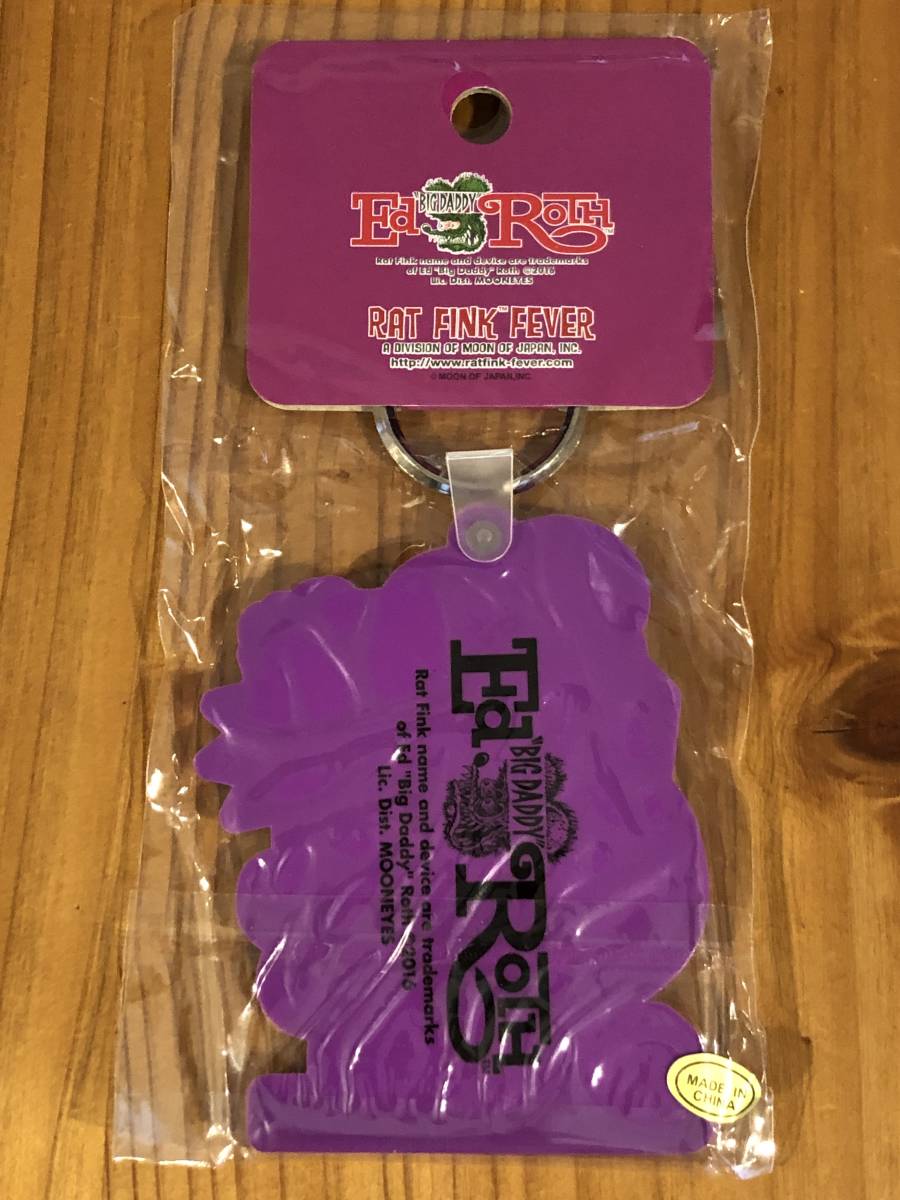 Ed "BIG DADDY" ROTH™
Rat Fink name and device are trademarks
of Ed "Big Daddy" Roth ©2016
Lic. Dist. MOONEYES
RAT FINK™ FEVER
A DIVISION OF MOON OF JAPAN, INC.
http://www.ratfink-fever.com
© MOON OF JAPAN,INC.
Ed "BIG DADDY" ROTH™
Rat Fink name and device are trademarks
of Ed "Big Daddy" Roth ©2016
Lic. Dist. MOONEYES
MADE IN
CHINA